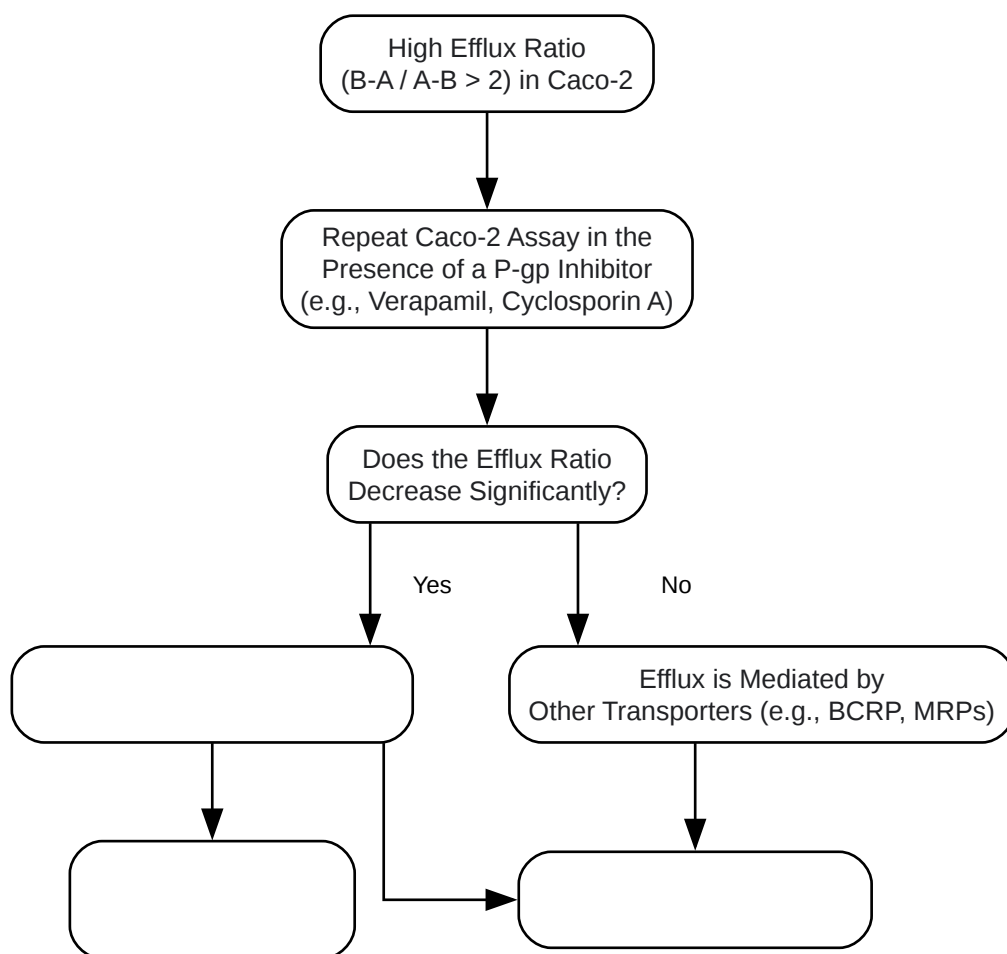 High Efflux Ratio
(B-A / A-B > 2) in Caco-2
Repeat Caco-2 Assay in the
Presence of a P-gp Inhibitor
(e.g., Verapamil, Cyclosporin A)
Does the Efflux Ratio
Decrease Significantly?
Yes
No
Efflux is Mediated by
Other Transporters (e.g., BCRP, MRPs)